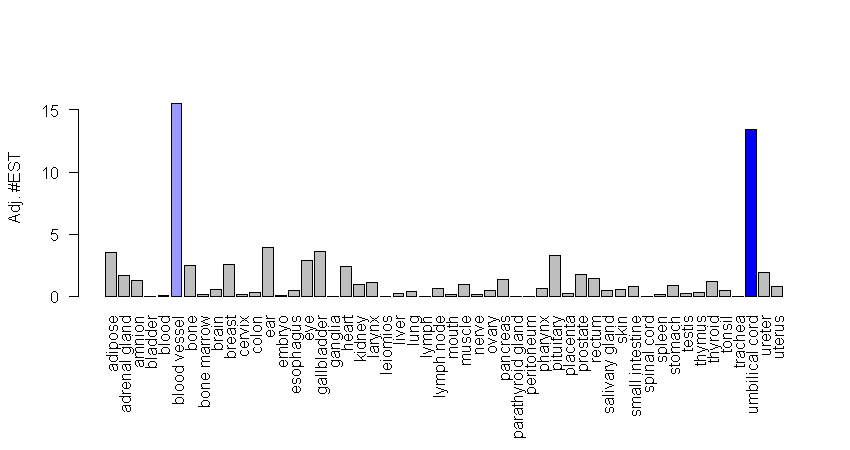 Adj. #EST
15
10
5
0
adipose
adrenal gland
amnion
bladder
blood
blood vessel
bone
bone marrow
brain
breast
cervix
colon
ear
embryo
esophagus
eye
gallbladder
ganglia
heart
kidney
larynx
leiomios
liver
lung
lymph
lymph node
mouth
muscle
nerve
ovary
pancreas
parathyroid gland
peritoneum
pharynx
pituitary
placenta
prostate
rectum
salivary gland
skin
small intestine
spinal cord
spleen
stomach
testis
thymus
thyroid
tonsil
trachea
umbilical cord
ureter
uterus